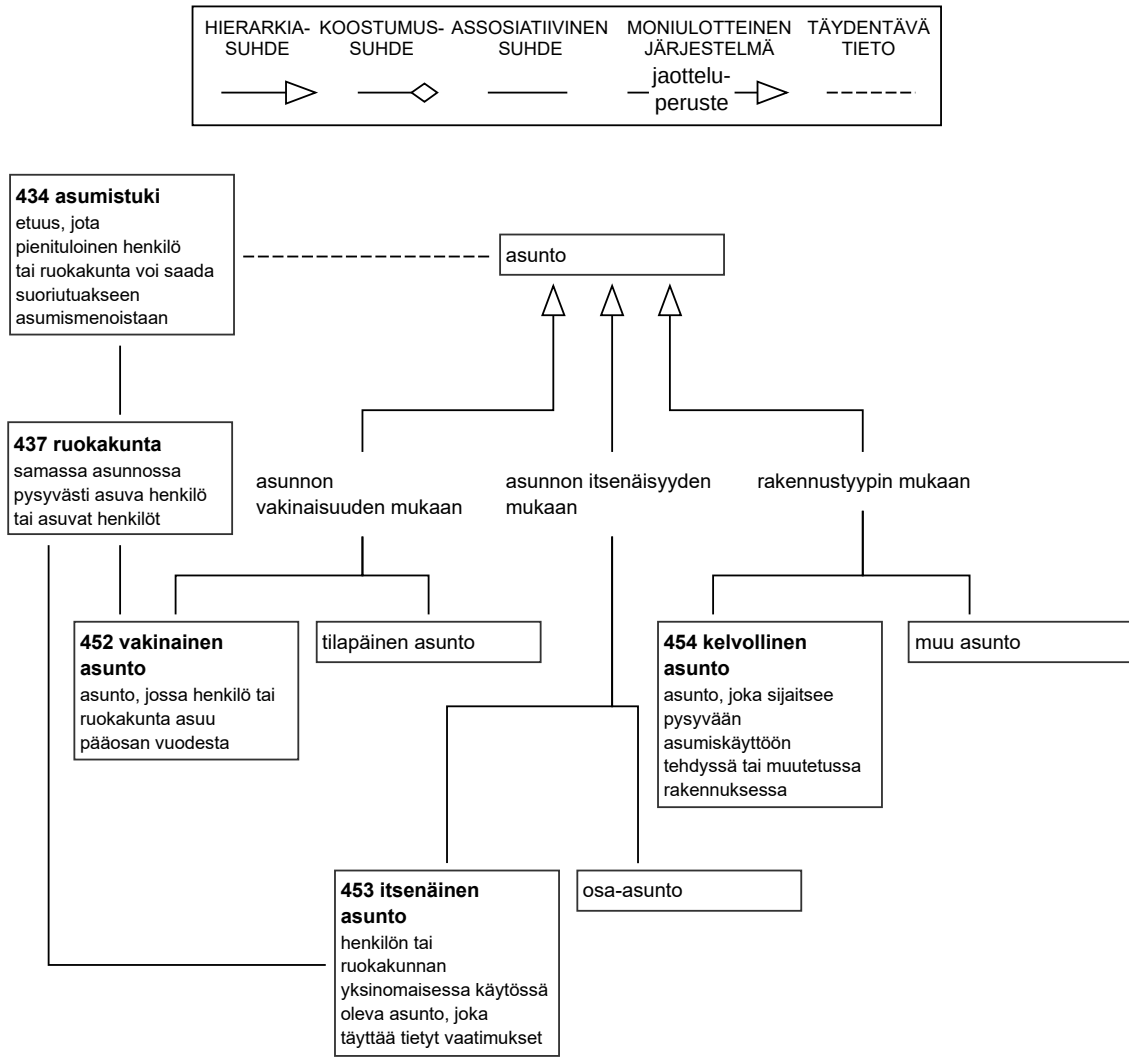 HIERARKIA-
SUHDE
KOOSTUMUS-
SUHDE
ASSOSIATIIVINEN
SUHDE
MONIULOTTEINEN
JÄRJESTELMÄ
jaottelu-
peruste
TÄYDENTÄVÄ
TIETO
434 asumistuki
etuus, jota
pienituloinen henkilö
tai ruokakunta voi saada
suoriutuakseen
asumismenoistaan
asunto
437 ruokakunta
samassa asunnossa
pysyvästi asuva henkilö
tai asuvat henkilöt
asunnon
vakinaisuuden mukaan
asunnon itsenäisyyden
mukaan
rakennustyypin mukaan
452 vakinainen
asunto
asunto, jossa henkilö tai
ruokakunta asuu
pääosan vuodesta
tilapäinen asunto
454 kelvollinen
asunto
asunto, joka sijaitsee
pysyvään
asumiskäyttöön
tehdyssä tai muutetussa
rakennuksessa
muu asunto
453 itsenäinen
asunto
henkilön tai
ruokakunnan
yksinomaisessa käytössä
oleva asunto, joka
täyttää tietyt vaatimukset
osa-asunto